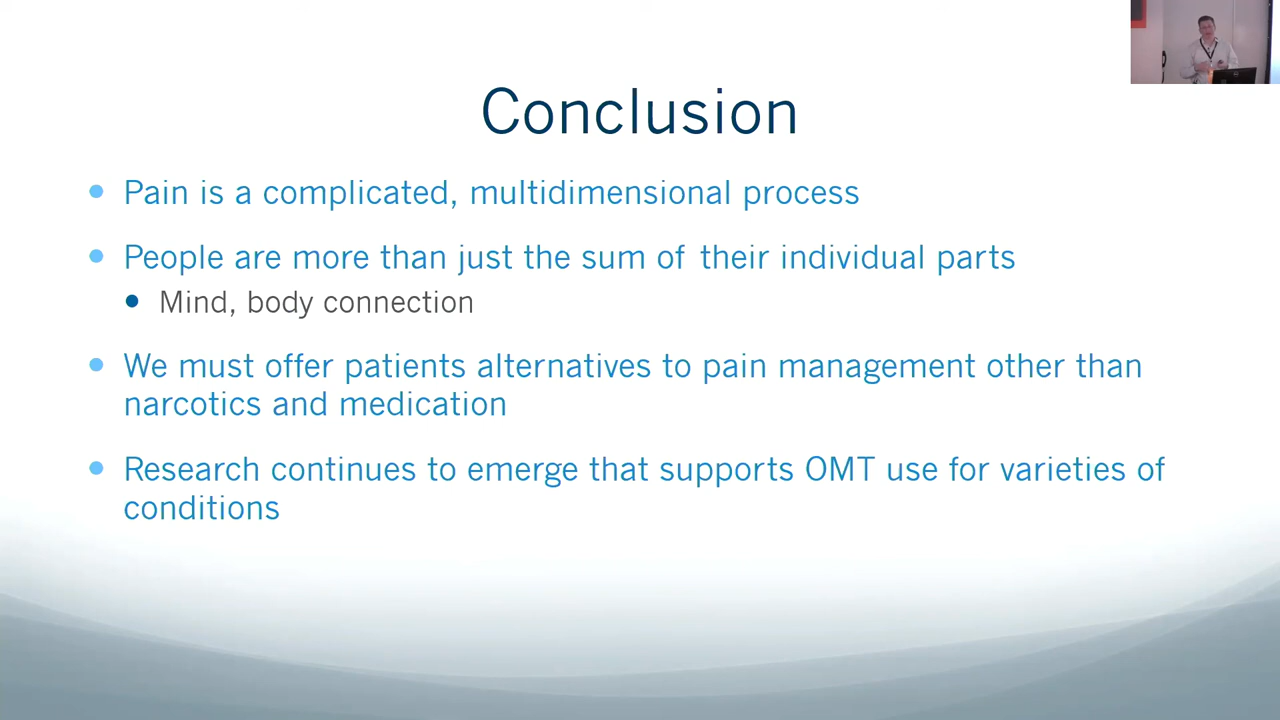 Conclusion
Pain is a complicated, multidimensional process
People are more than just the sum of their individual parts
Mind, body connection
We must offer patients alternatives to pain management other than
narcotics and medication
Research continues to emerge that supports OMT use for varieties of
conditions